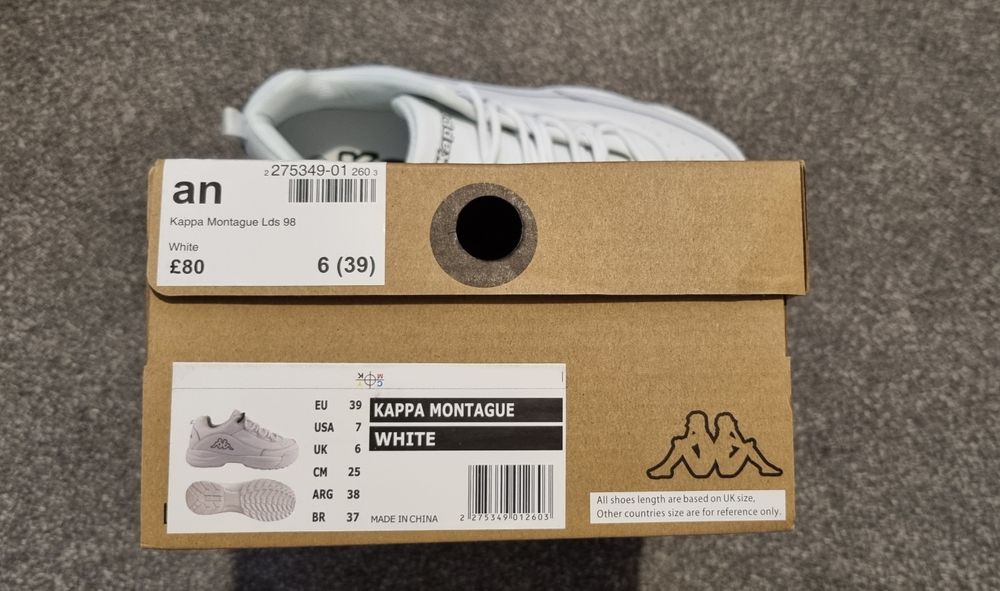 Kappa
an
2 275349-01 260 3
Kappa Montague Lds 98
White
£80
6 (39)
C M Y K
EU 39
USA 7
UK 6
CM 25
ARG 38
BR 37
KAPPA MONTAGUE
WHITE
MADE IN CHINA
2 275349 012603
All shoes length are based on UK size,
Other countries size are for reference only.